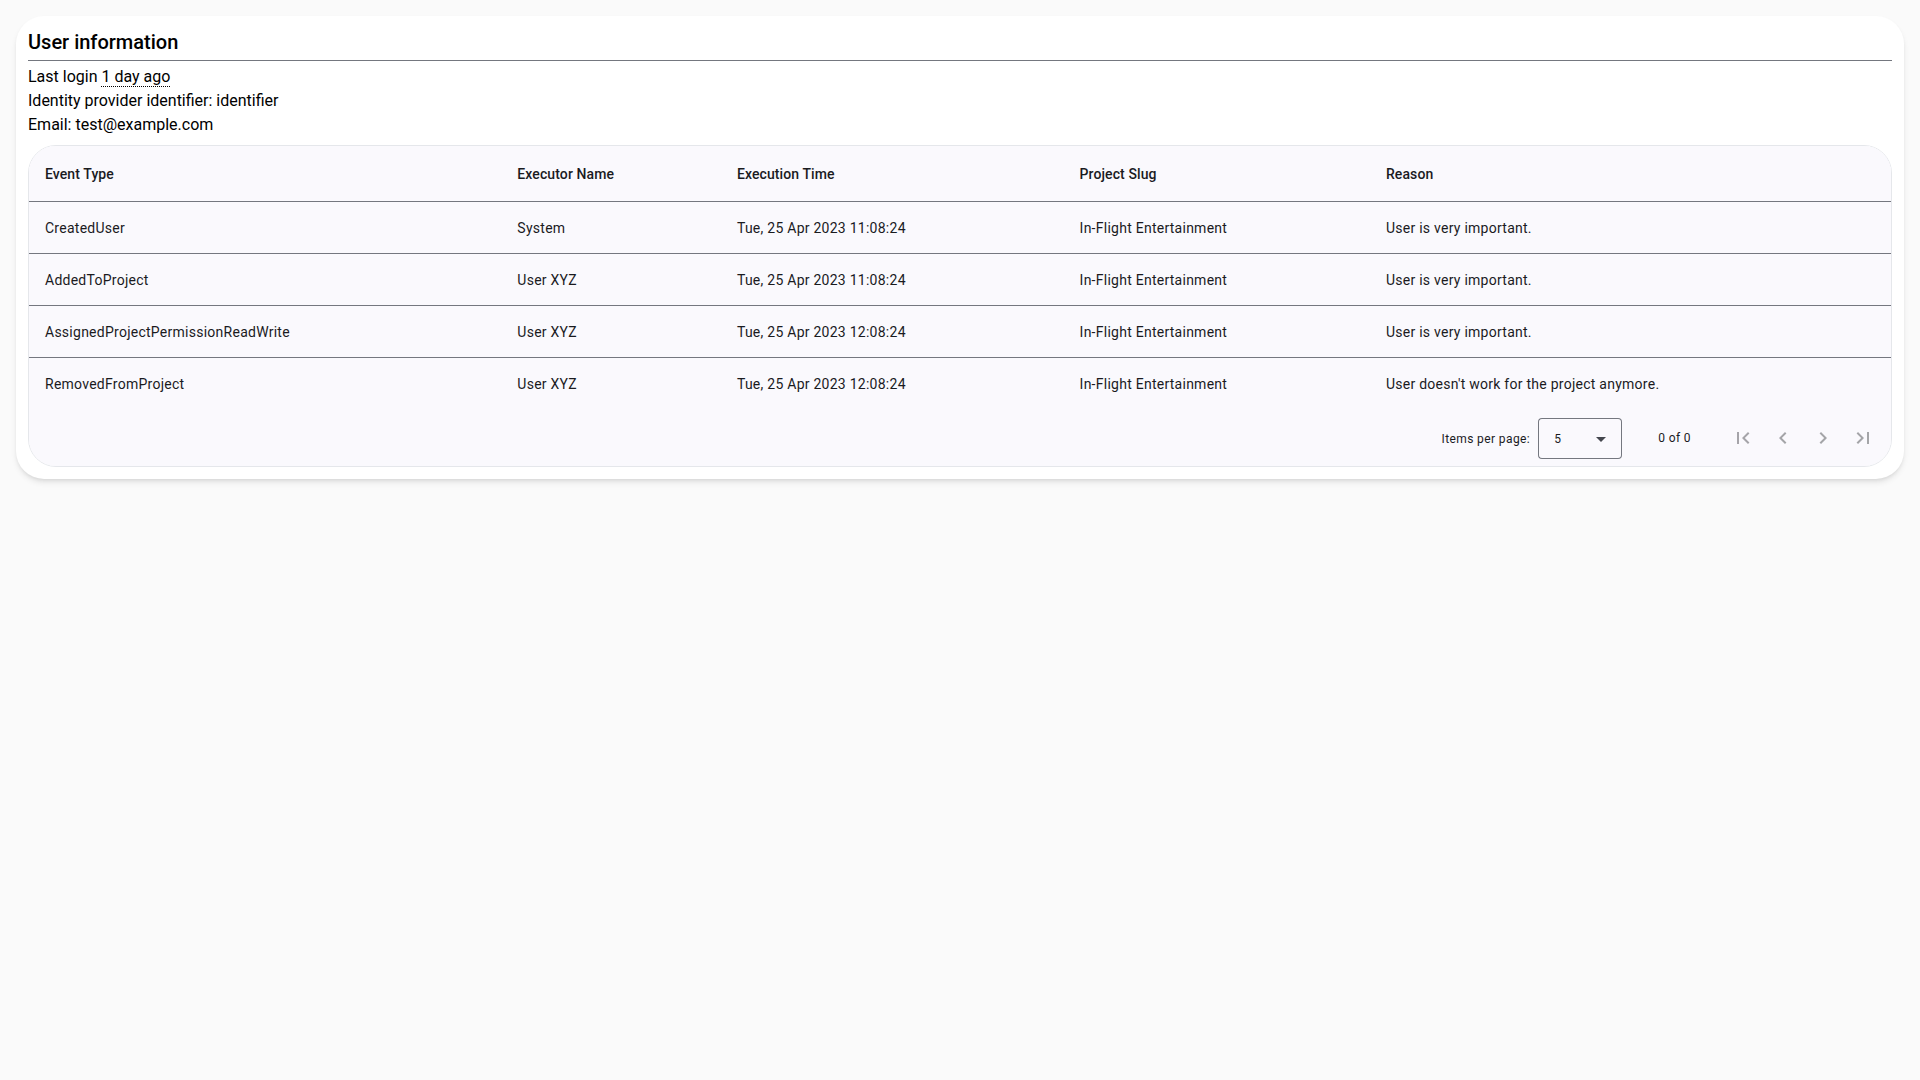 User information
Last login 1 day ago
Identity provider identifier: identifier
Email: test@example.com
Event Type Executor Name Execution Time Project Slug Reason
CreatedUser System Tue, 25 Apr 2023 11:08:24 In-Flight Entertainment User is very important.
AddedToProject User XYZ Tue, 25 Apr 2023 11:08:24 In-Flight Entertainment User is very important.
AssignedProjectPermissionReadWrite User XYZ Tue, 25 Apr 2023 12:08:24 In-Flight Entertainment User is very important.
RemovedFromProject User XYZ Tue, 25 Apr 2023 12:08:24 In-Flight Entertainment User doesn't work for the project anymore.
Items per page: 5 0 of 0